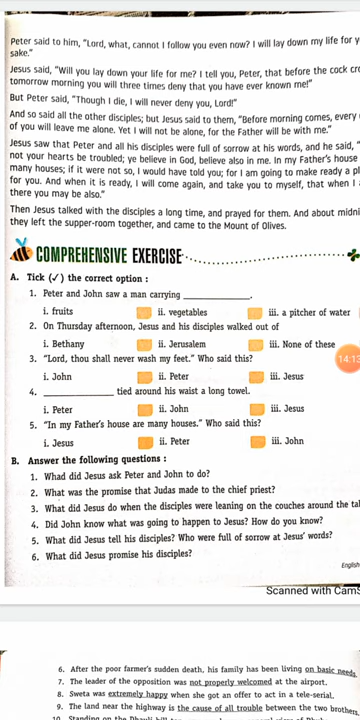 Peter said to him, "Lord, what, cannot I follow you even now? I will lay down my life for
sake."
Jesus said, "Will you lay down your life for me? I tell you, Peter, that before the cock
tomorrow morning you will three times deny that you have ever known me!"
But Peter said, "Though I die, I will never deny you, Lord!"
And so said all the other disciples; but Jesus said to them, "Before morning comes, every
of you will leave me alone. Yet I will not be alone, for the Father will be with me."
Jesus saw that Peter and all his disciples were full of sorrow at his words, and he said, "
not your hearts be troubled; ye believe in God, believe also in me. In my Father's house
many houses; if it were not so, I would have told you; for I am going to make ready a
for you. And when it is ready, I will come again, and take you to myself, that when I
there you may be also."
Then Jesus talked with the disciples a long time, and prayed for them. And about
they left the supper-room together, and came to the Mount of Olives.
COMPREHENSIVE EXERCISE
A. Tick (✓) the correct option :
1. Peter and John saw a man carrying ____________.
i. fruits ii. vegetables iii. a pitcher of water
2. On Thursday afternoon, Jesus and his disciples walked out of
i. Bethany ii. Jerusalem iii. None of these
3. "Lord, thou shall never wash my feet." Who said this?
14:13
i. John ii. Peter iii. Jesus
4. ____________ tied around his waist a long towel.
i. Peter ii. John iii. Jesus
5. "In my Father's house are many houses." Who said this?
i. Jesus ii. Peter iii. John
B. Answer the following questions :
1. Whad did Jesus ask Peter and John to do?
2. What was the promise that Judas made to the chief priest?
3. What did Jesus do when the disciples were leaning on the couches around the
4. Did John know what was going to happen to Jesus? How do you know?
5. What did Jesus tell his disciples? Who were full of sorrow at Jesus' words?
6. What did Jesus promise his disciples?
English
Scanned with
6. After the poor farmer's sudden death, his family has been living on basic needs.
7. The leader of the opposition was not properly welcomed at the airport.
8. Sweta was extremely happy when she got an offer to act in a tele-serial.
9. The land near the highway is the cause of all trouble between the two brothers.
10. Standing on the